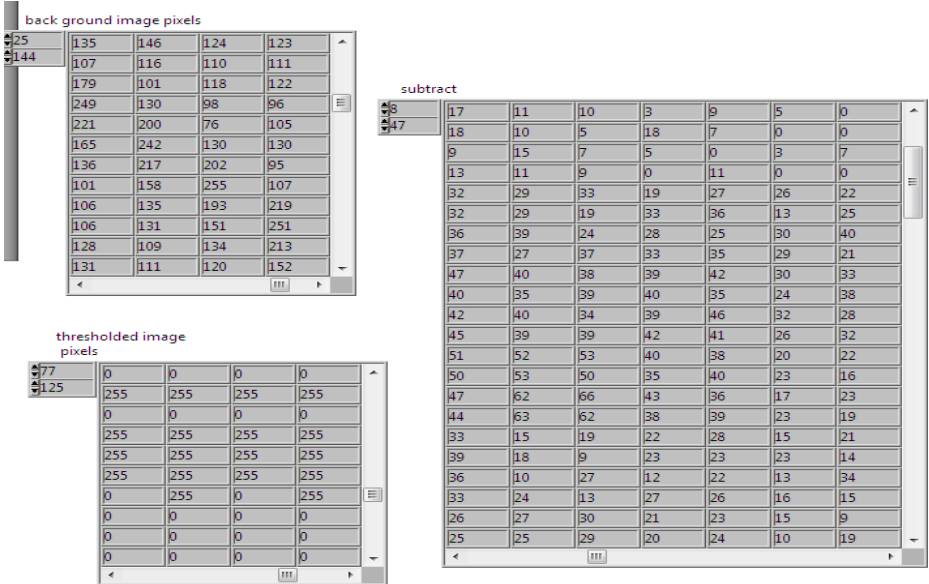 back ground image pixels
25
144
135 146 124 123
107 116 110 111
179 101 118 122
249 130 98 96
221 200 76 105
165 242 130 130
136 217 202 95
101 158 255 107
106 135 193 219
106 131 151 251
128 109 134 213
131 111 120 152
subtract
8
47
17 11 10 3 9 5 0
18 10 5 18 7 0 0
9 15 7 5 0 3 7
13 11 9 0 11 0 0
32 29 33 19 27 26 22
32 29 19 33 36 13 25
36 39 24 28 25 30 40
37 27 37 33 35 29 21
47 40 38 39 42 30 33
40 35 39 40 35 24 38
42 40 34 39 46 32 28
45 39 39 42 41 26 32
51 52 53 40 38 20 22
50 53 50 35 40 23 16
47 62 66 43 36 17 23
44 63 62 38 39 23 19
33 15 19 22 28 15 21
39 18 9 23 23 23 14
36 10 27 12 22 13 34
33 24 13 27 26 16 15
26 27 30 21 23 15 9
25 25 29 20 24 10 19
thresholded image
pixels
77
125
0 0 0 0
255 255 255 255
0 0 0 0
255 255 255 255
255 255 255 255
255 255 255 255
0 255 0 255
0 0 0 0
0 0 0 0
0 0 0 0